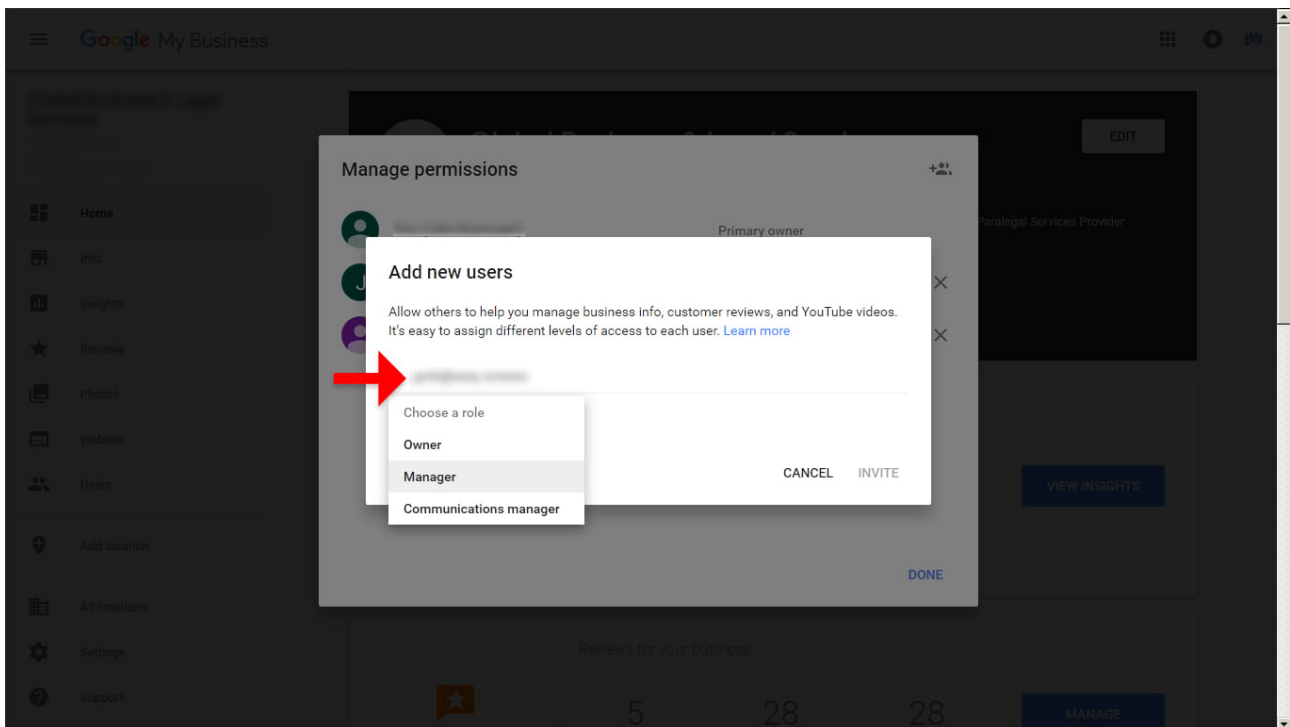 Google My Business
EDIT
Manage permissions
Home
Primary owner
Paralegal Services Provider
Info
Add new users
J
Insights
Allow others to help you manage business info, customer reviews, and YouTube videos.
It's easy to assign different levels of access to each user. Learn more
Reviews
Photos
Choose a role
Website
Owner
Manager
CANCEL INVITE
Users
VIEW INSIGHTS
Communications manager
Add location
DONE
All locations
Settings
Reviews for your business
Support
5 28 28
MANAGE